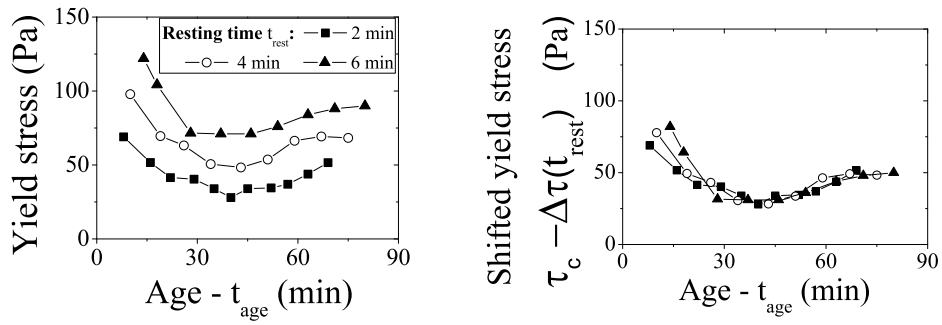 Yield stress (Pa)
150
100
50
0
0 30 60 90
Age - t_age (min)
Resting time t_rest: 2 min
4 min 6 min
Shifted yield stress
τ_c −Δτ(t_rest) (Pa)
150
100
50
0
0 30 60 90
Age - t_age (min)